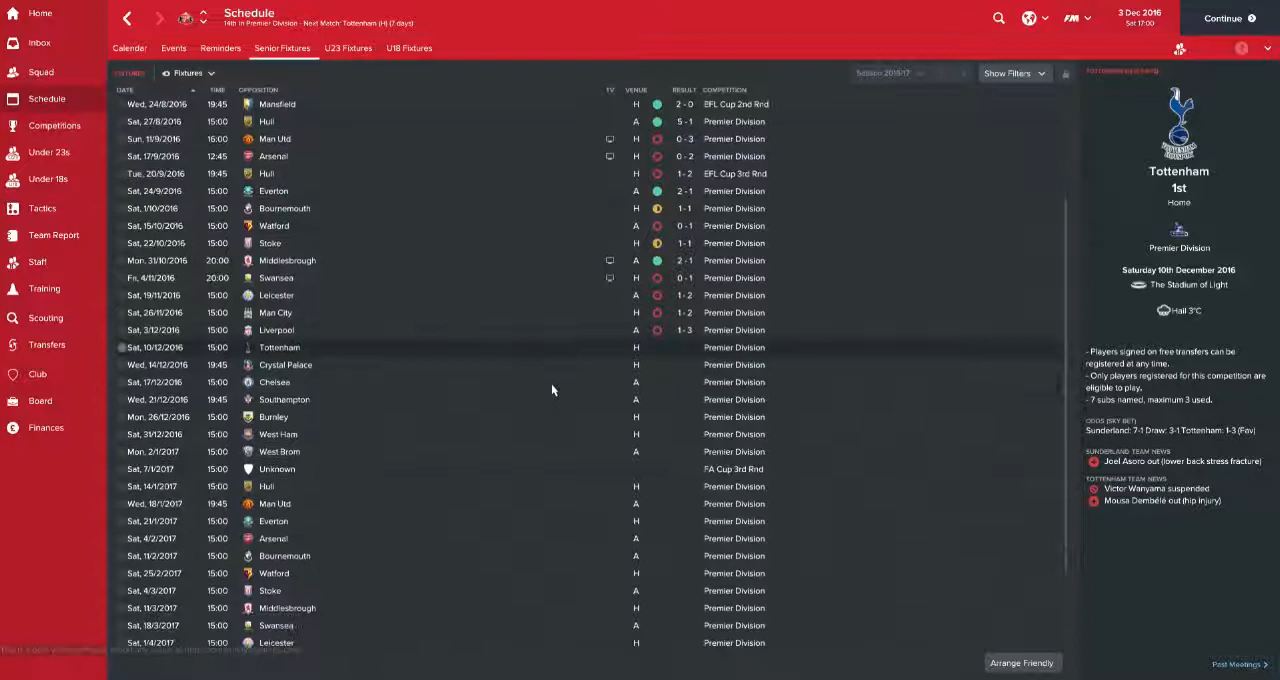 Home
Schedule
14th in Premier Division - Next Match: Tottenham (H) (7 days)
FM
3 Dec 2016
Sat 17:00
Continue
Inbox
Squad
Schedule
Competitions
Under 23s
Under 18s
Tactics
Team Report
Staff
Training
Scouting
Transfers
Club
Board
Finances
Calendar Events Reminders Senior Fixtures U23 Fixtures U18 Fixtures
FIXTURES Fixtures Season 2016/17 Show Filters
DATE TIME OPPOSITION TV VENUE RESULT COMPETITION
Wed, 24/8/2016 19:45 Mansfield H 2-0 EFL Cup 2nd Rnd
Sat, 27/8/2016 15:00 Hull A 5-1 Premier Division
Sun, 11/9/2016 16:00 Man Utd H 0-3 Premier Division
Sat, 17/9/2016 12:45 Arsenal H 0-2 Premier Division
Tue, 20/9/2016 19:45 Hull H 1-2 EFL Cup 3rd Rnd
Sat, 24/9/2016 15:00 Everton A 2-1 Premier Division
Sat, 1/10/2016 15:00 Bournemouth H 1-1 Premier Division
Sat, 15/10/2016 15:00 Watford A 0-1 Premier Division
Sat, 22/10/2016 15:00 Stoke H 1-1 Premier Division
Mon, 31/10/2016 20:00 Middlesbrough A 2-1 Premier Division
Fri, 4/11/2016 20:00 Swansea H 0-1 Premier Division
Sat, 19/11/2016 15:00 Leicester A 1-2 Premier Division
Sat, 26/11/2016 15:00 Man City H 1-2 Premier Division
Sat, 3/12/2016 15:00 Liverpool A 1-3 Premier Division
Sat, 10/12/2016 15:00 Tottenham H Premier Division
Wed, 14/12/2016 19:45 Crystal Palace H Premier Division
Sat, 17/12/2016 15:00 Chelsea A Premier Division
Wed, 21/12/2016 19:45 Southampton A Premier Division
Mon, 26/12/2016 15:00 Burnley H Premier Division
Sat, 31/12/2016 15:00 West Ham H Premier Division
Mon, 2/1/2017 15:00 West Brom A Premier Division
Sat, 7/1/2017 15:00 Unknown FA Cup 3rd Rnd
Sat, 14/1/2017 15:00 Hull H Premier Division
Wed, 18/1/2017 19:45 Man Utd A Premier Division
Sat, 21/1/2017 15:00 Everton H Premier Division
Sat, 4/2/2017 15:00 Arsenal A Premier Division
Sat, 11/2/2017 15:00 Bournemouth A Premier Division
Sat, 25/2/2017 15:00 Watford H Premier Division
Sat, 4/3/2017 15:00 Stoke A Premier Division
Sat, 11/3/2017 15:00 Middlesbrough H Premier Division
Sat, 18/3/2017 15:00 Swansea A Premier Division
Sat, 1/4/2017 15:00 Leicester H Premier Division
Arrange Friendly
Tottenham
1st
Home
Premier Division
Saturday 10th December 2016
The Stadium of Light
Hail 3°C
- Players signed on free transfers can be
registered at any time.
- Only players registered for this competition are
eligible to play.
- 7 subs named, maximum 3 used.
ODDS (SKY BET)
Sunderland: 7-1 Draw: 3-1 Tottenham: 1-3 (Fav)
SUNDERLAND TEAM NEWS
Joel Asoro out (lower back stress fracture)
TOTTENHAM TEAM NEWS
Victor Wanyama suspended
Mousa Dembélé out (hip injury)
Past Meetings